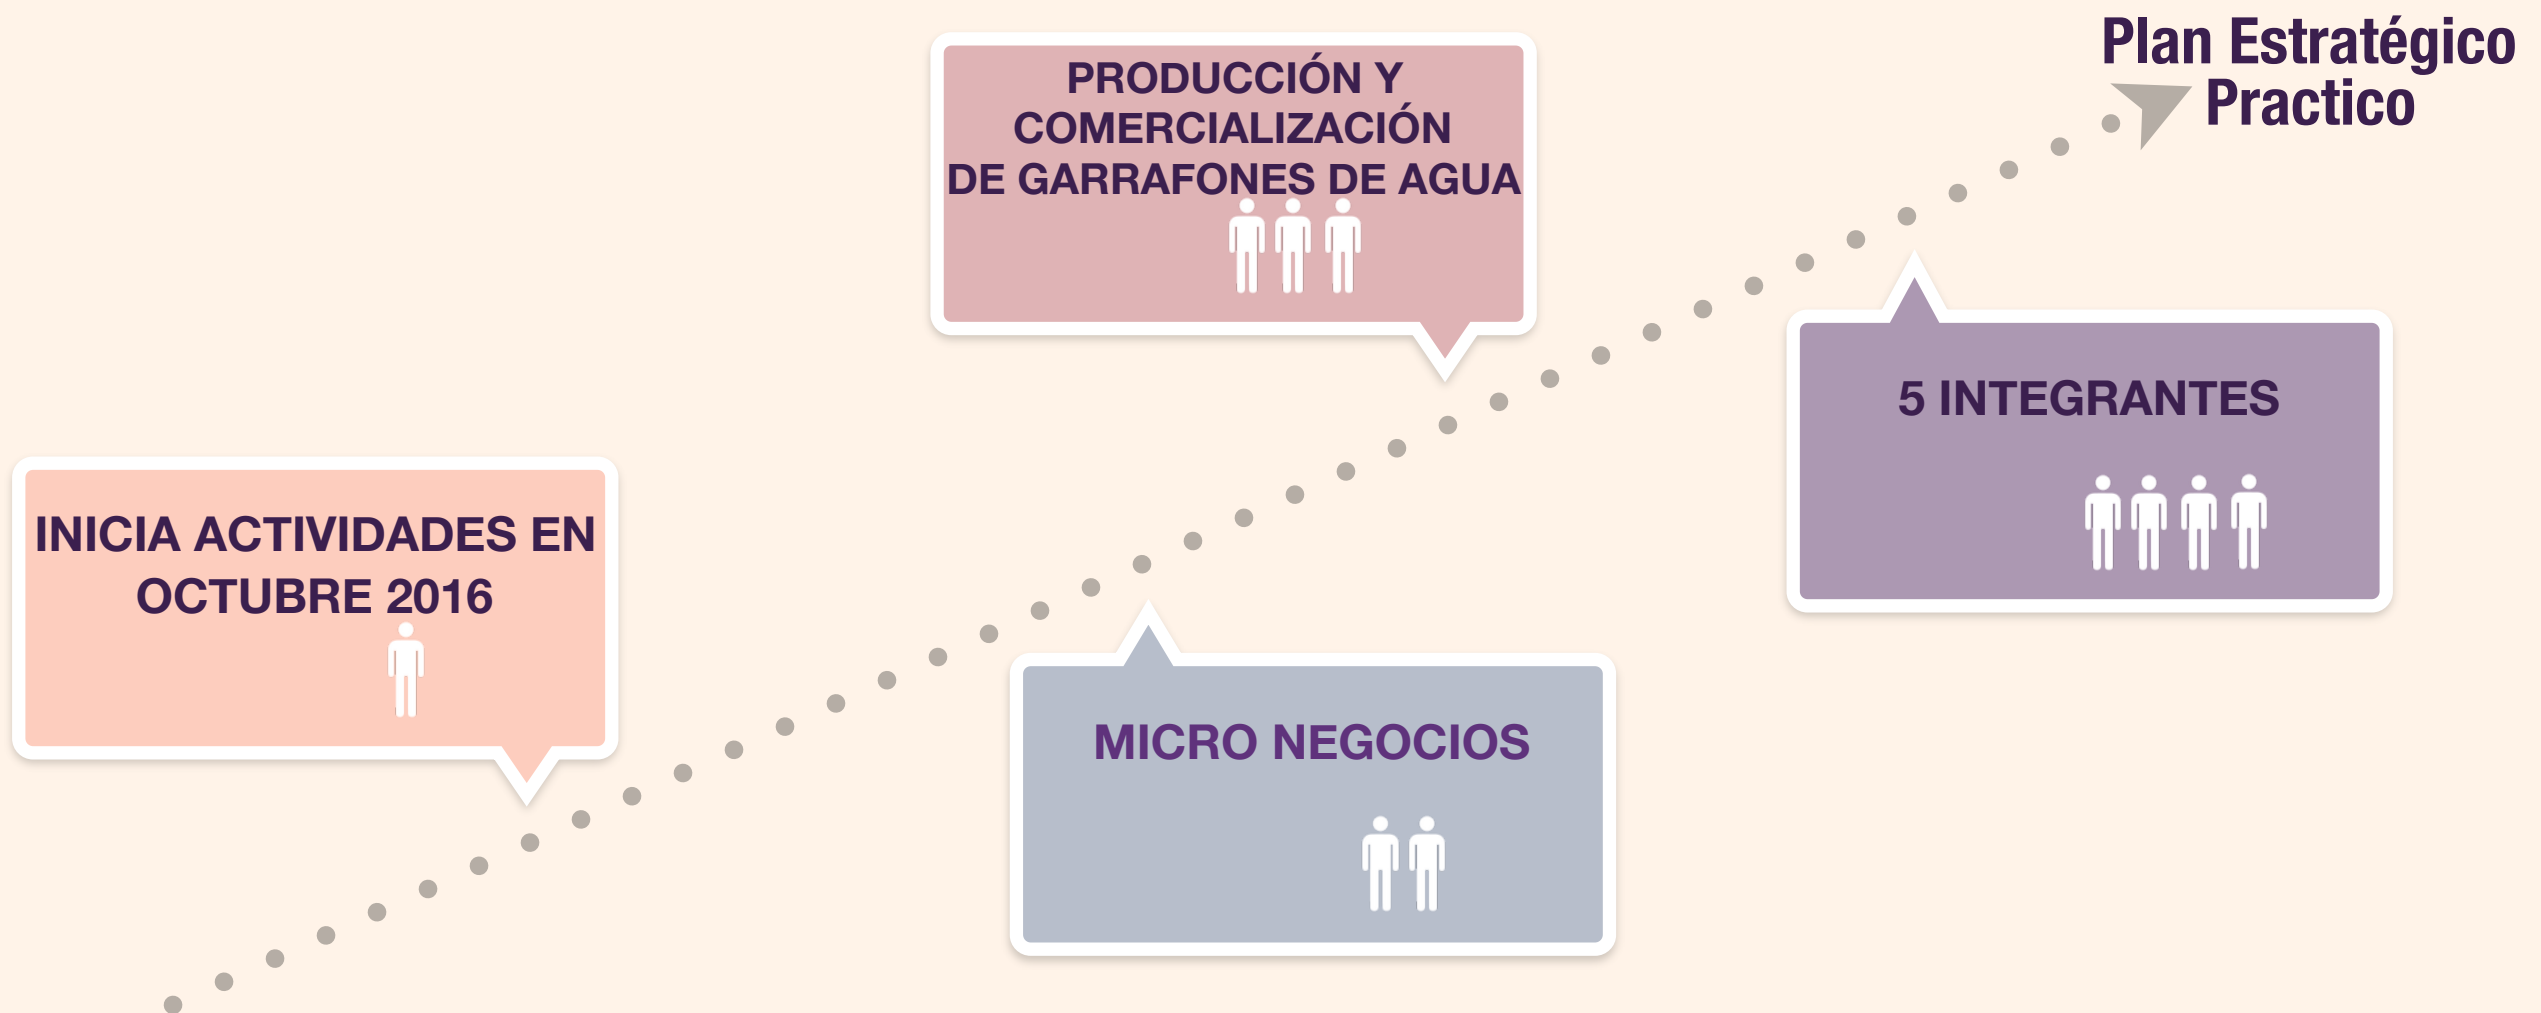 Plan Estratégico
Practico
PRODUCCIÓN Y
COMERCIALIZACIÓN
DE GARRAFONES DE AGUA
5 INTEGRANTES
INICIA ACTIVIDADES EN
OCTUBRE 2016
MICRO NEGOCIOS